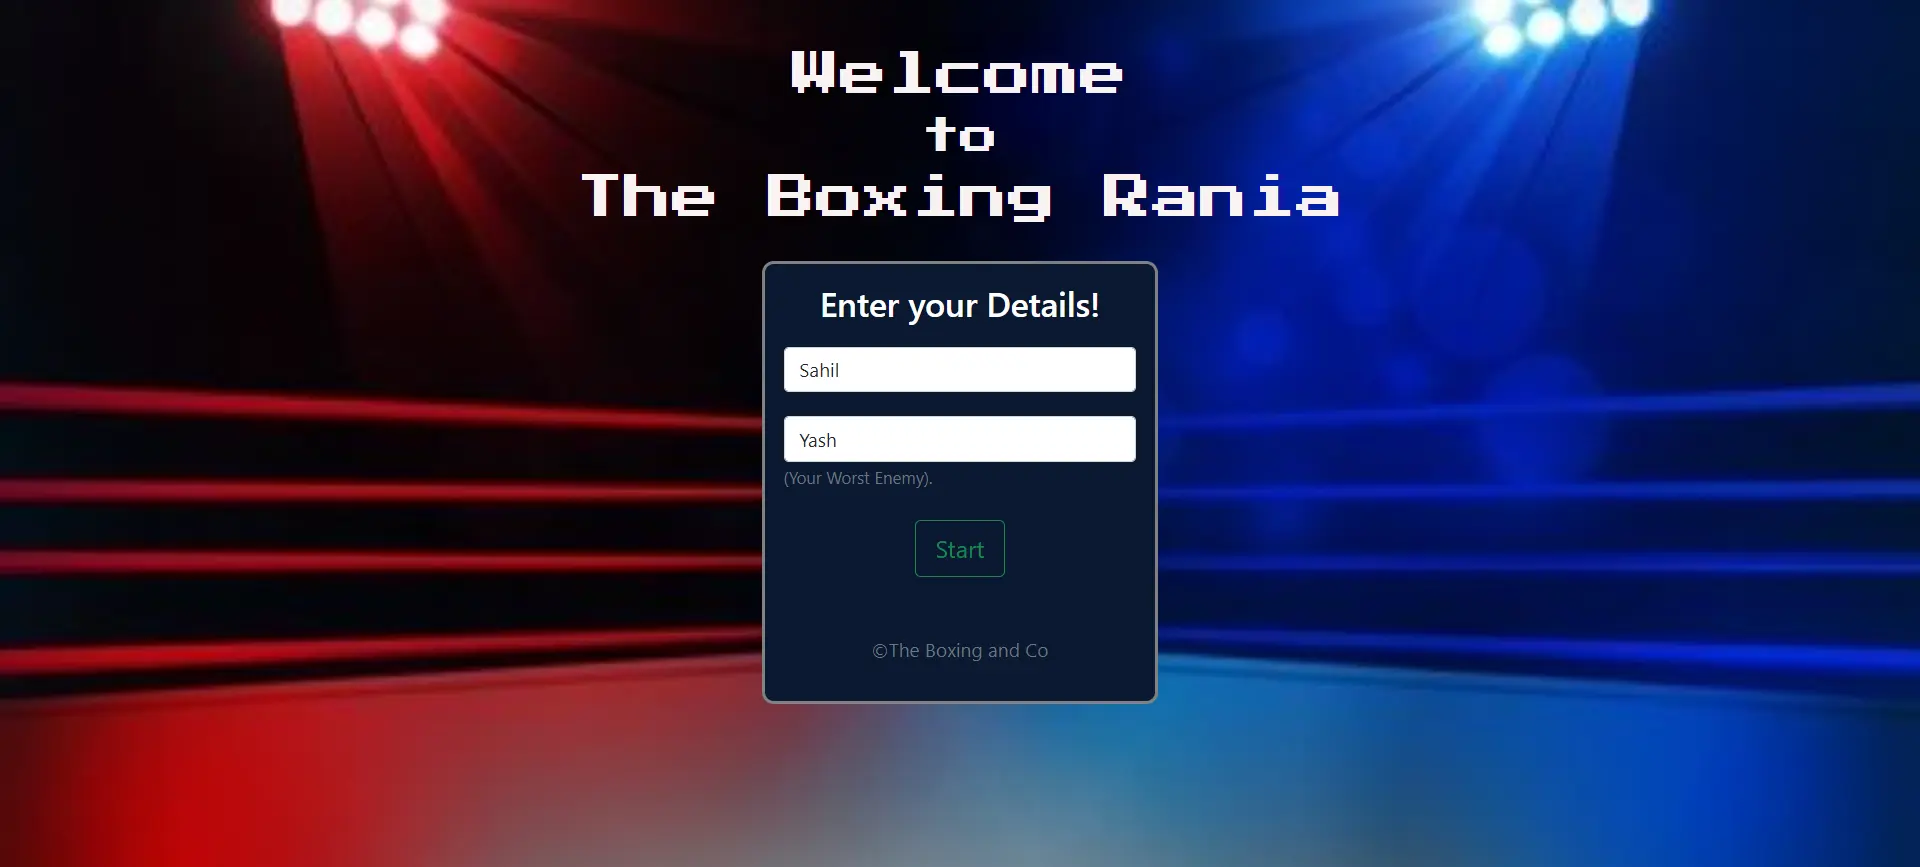 Welcome
to
The Boxing Rania
Enter your Details!
Sahil
Yash
(Your Worst Enemy).
Start
©The Boxing and Co